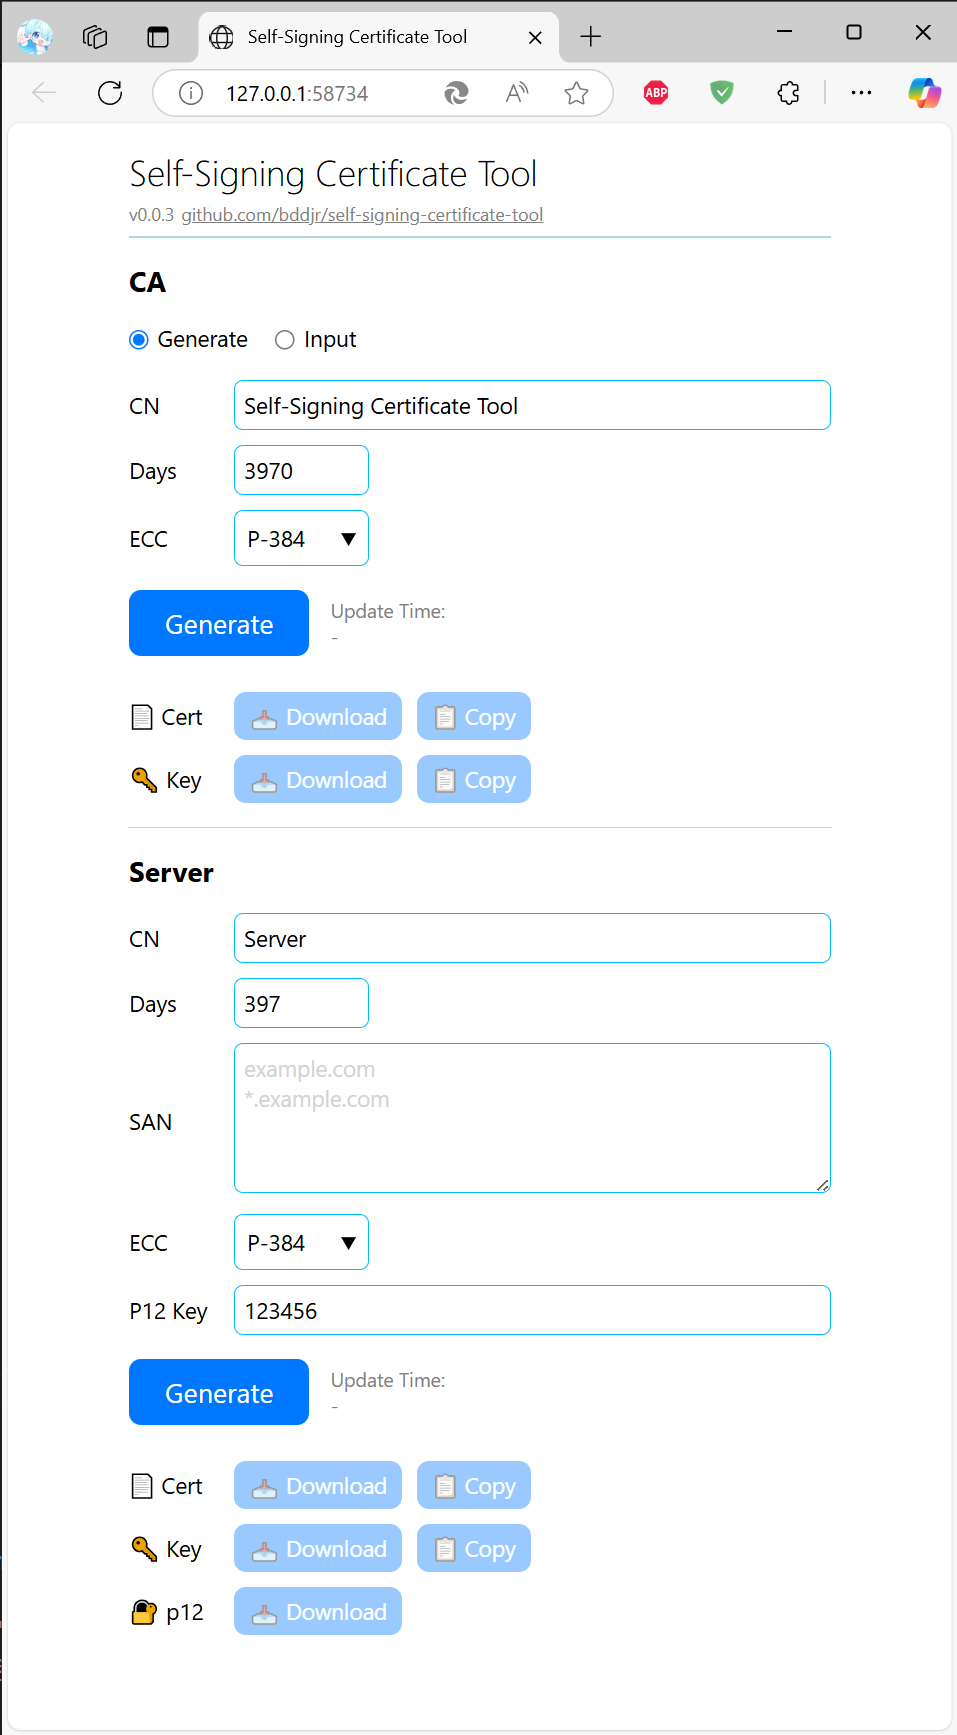 Self-Signing Certificate Tool
127.0.0.1:58734
ABP
Self-Signing Certificate Tool
v0.0.3 github.com/bddjr/self-signing-certificate-tool
CA
Generate Input
CN Self-Signing Certificate Tool
Days 3970
ECC P-384
Generate Update Time:
-
Cert Download Copy
Key Download Copy
Server
CN Server
Days 397
example.com
*.example.com
SAN
ECC P-384
P12 Key 123456
Generate Update Time:
-
Cert Download Copy
Key Download Copy
p12 Download